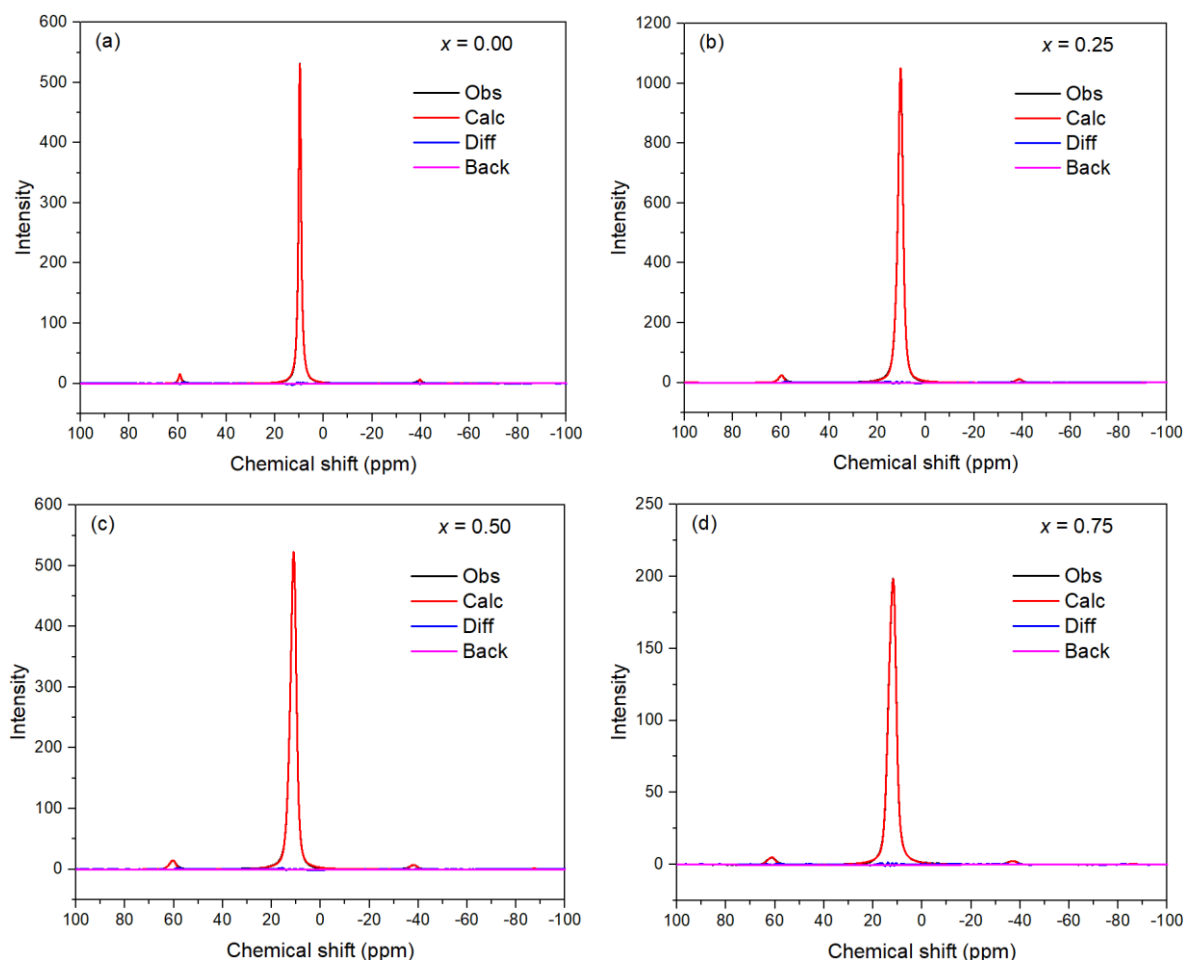 (a)
x = 0.00
Obs
Calc
Diff
Back
600
500
400
300
200
100
0
Intensity
100 80 60 40 20 0 -20 -40 -60 -80 -100
Chemical shift (ppm)
(b)
x = 0.25
Obs
Calc
Diff
Back
1200
1000
800
600
400
200
0
-200
Intensity
100 80 60 40 20 0 -20 -40 -60 -80 -100
Chemical shift (ppm)
(c)
x = 0.50
Obs
Calc
Diff
Back
600
500
400
300
200
100
0
Intensity
100 80 60 40 20 0 -20 -40 -60 -80 -100
Chemical shift (ppm)
(d)
x = 0.75
Obs
Calc
Diff
Back
250
200
150
100
50
0
Intensity
100 80 60 40 20 0 -20 -40 -60 -80 -100
Chemical shift (ppm)